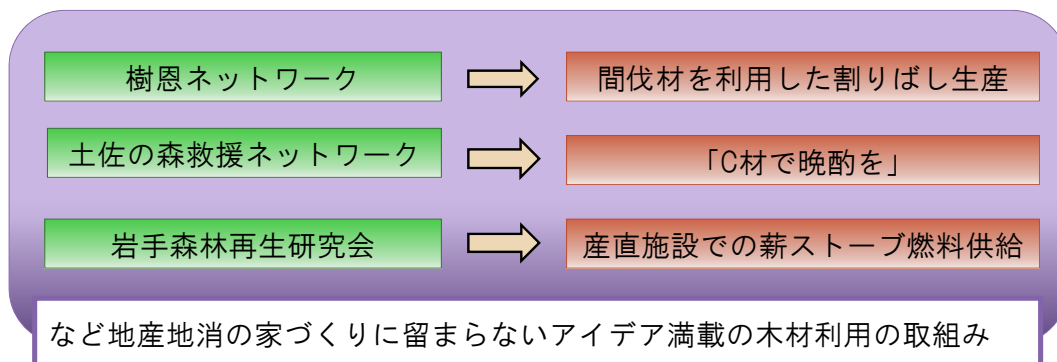 樹恩ネットワーク
間伐材を利用した割りばし生産
土佐の森救援ネットワーク
「C材で晩酌を」
岩手森林再生研究会
産直施設での薪ストーブ燃料供給
など地産地消の家づくりに留まらないアイデア満載の木材利用の取組み